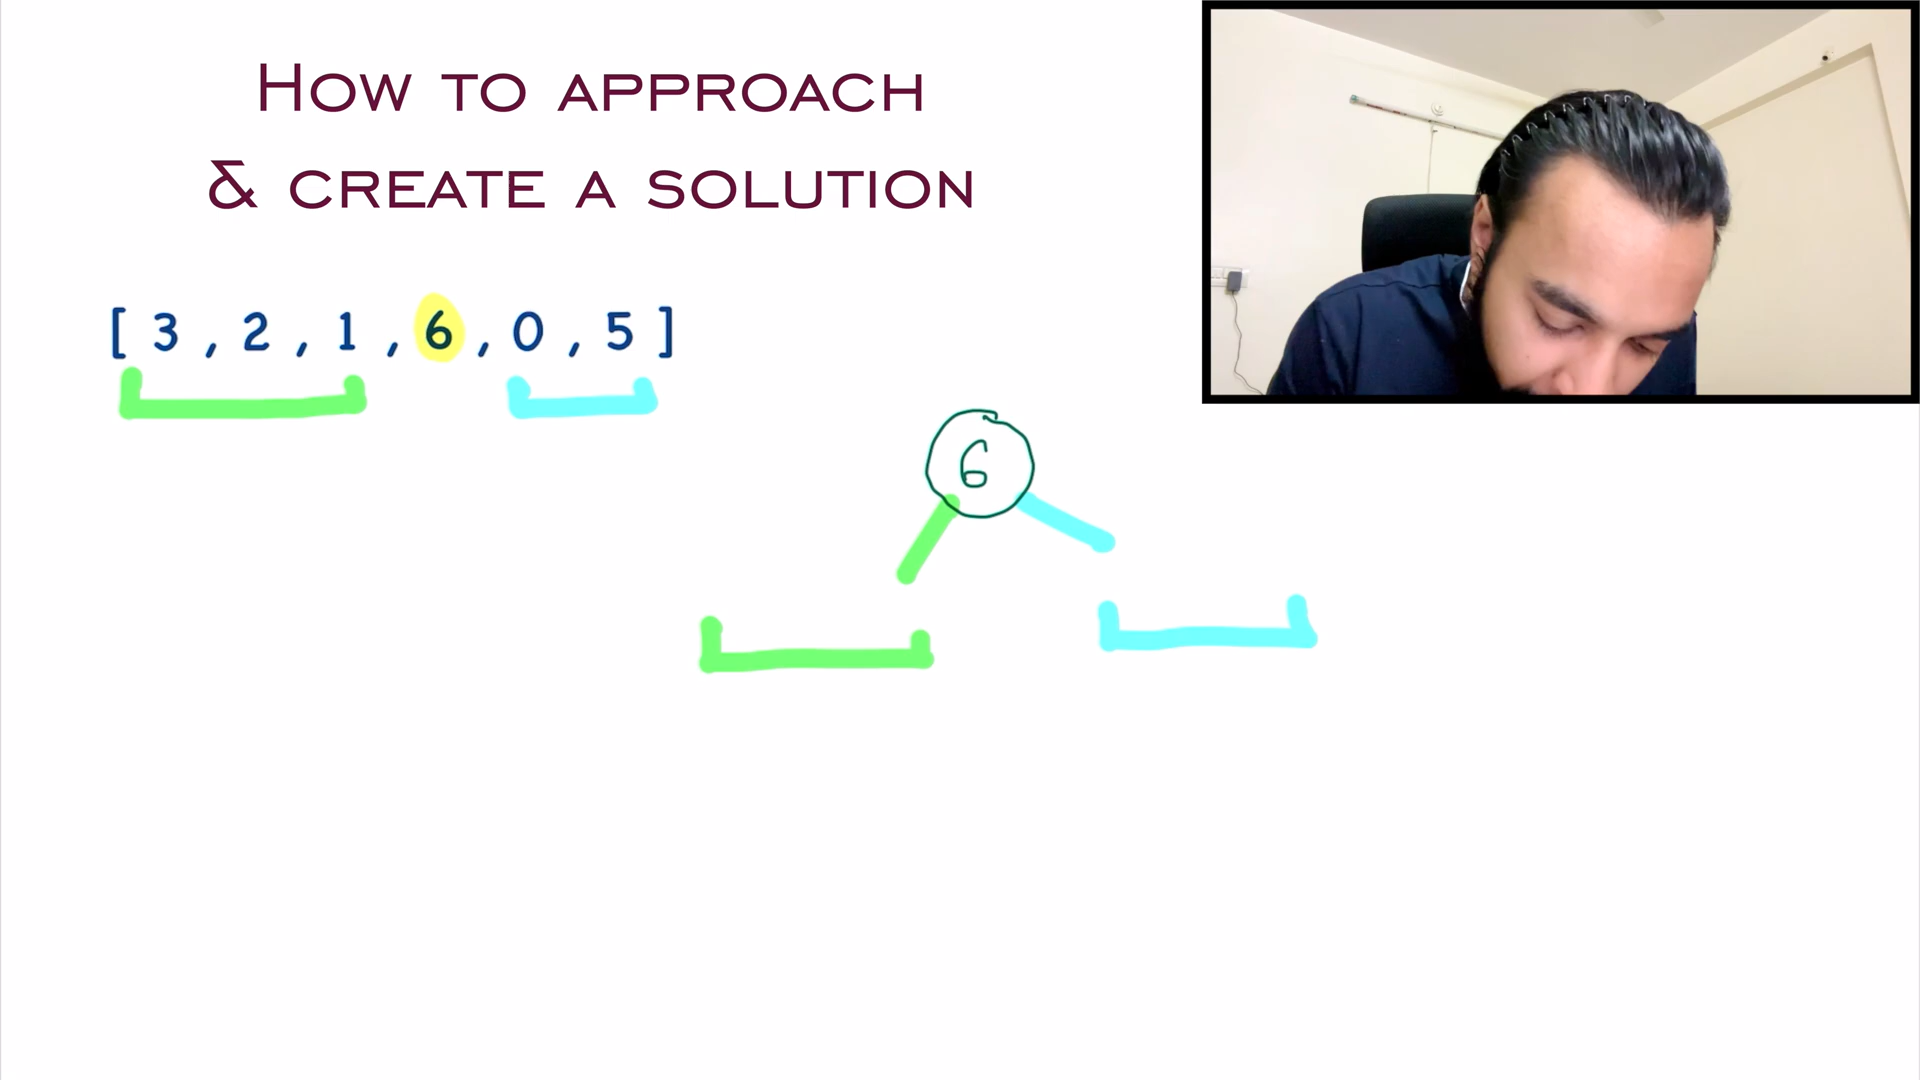 How to approach
& create a solution
[ 3 , 2 , 1 , 6 , 0 , 5 ]
6